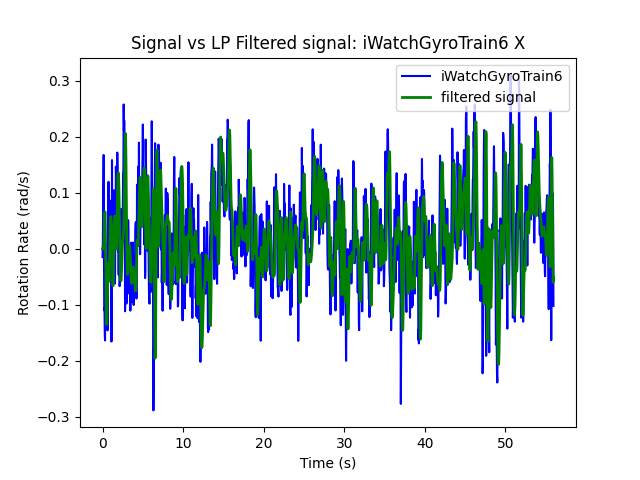 Signal vs LP Filtered signal: iWatchGyroTrain6 X
iWatchGyroTrain6
filtered signal
Rotation Rate (rad/s)
0.3
0.2
0.1
0.0
−0.1
−0.2
−0.3
0 10 20 30 40 50
Time (s)